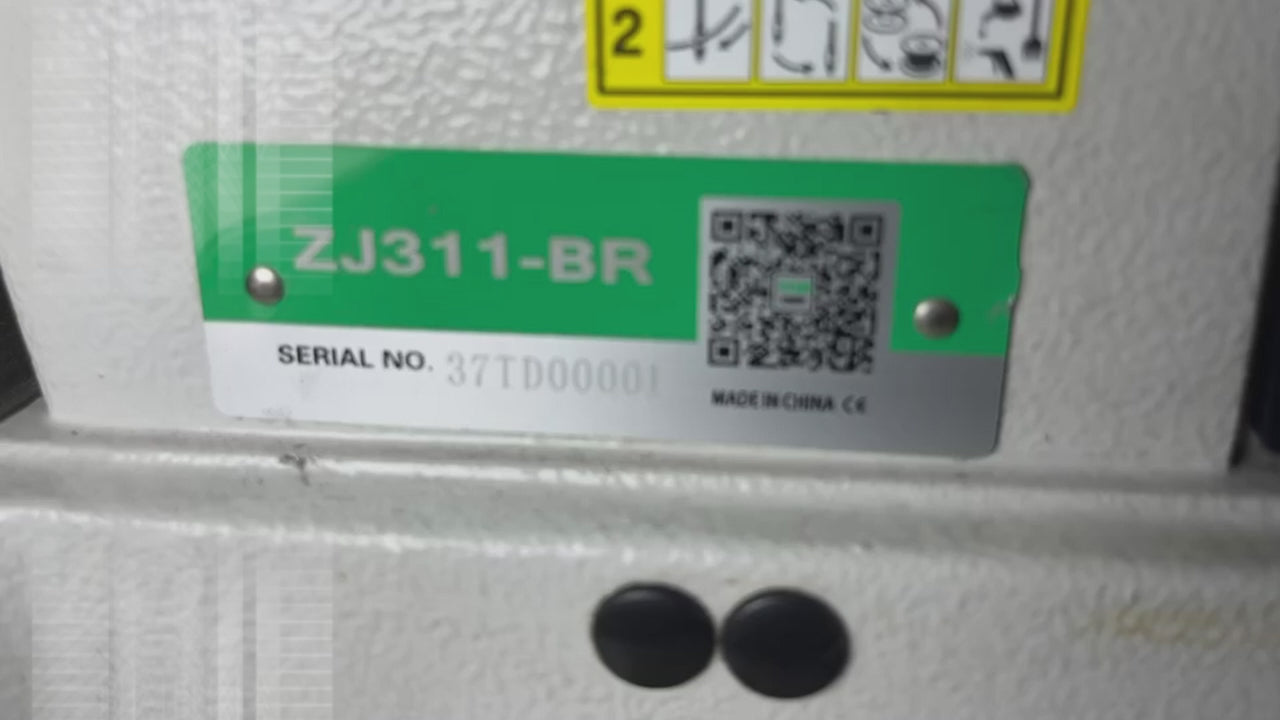 2
ZJ311-BR
SERIAL NO. 37TD00001
MADE IN CHINA CE